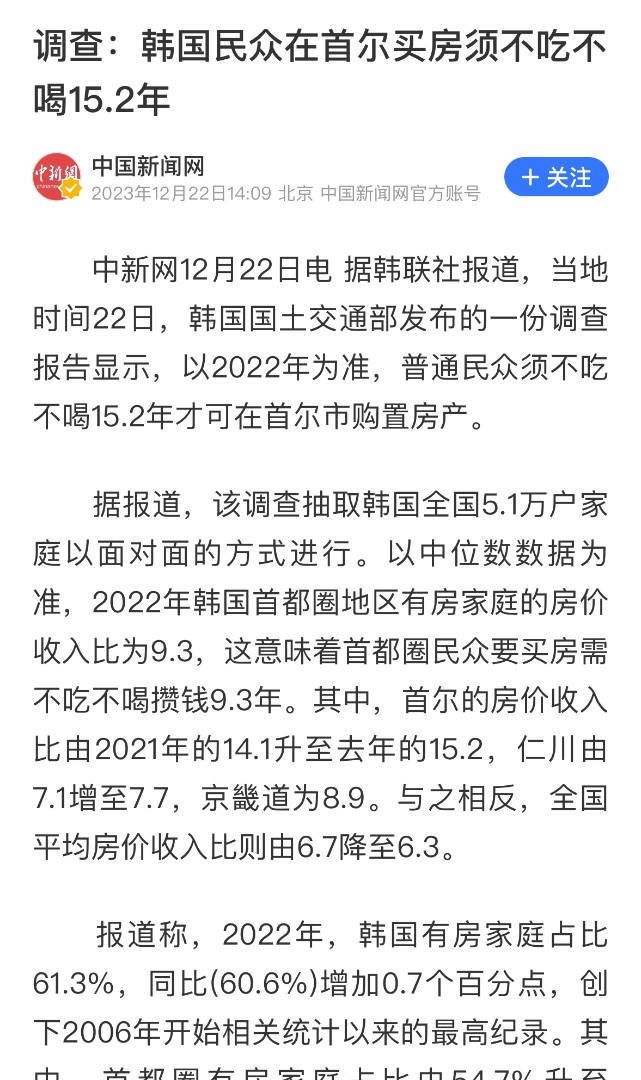 调查：韩国民众在首尔买房须不吃不
喝15.2年
中国新闻网
2023年12月22日14:09 北京 中国新闻网官方账号
+ 关注
中新网12月22日电 据韩联社报道，当地
时间22日，韩国国土交通部发布的一份调查
报告显示，以2022年为准，普通民众须不吃
不喝15.2年才可在首尔市购置房产。
据报道，该调查抽取韩国全国5.1万户家
庭以面对面的方式进行。以中位数数据为
准，2022年韩国首都圈地区有房家庭的房价
收入比为9.3，这意味着首都圈民众要买房需
不吃不喝攒钱9.3年。其中，首尔的房价收入
比由2021年的14.1升至去年的15.2，仁川由
7.1增至7.7，京畿道为8.9。与之相反，全国
平均房价收入比则由6.7降至6.3。
报道称，2022年，韩国有房家庭占比
61.3%，同比(60.6%)增加0.7个百分点，创
下2006年开始相关统计以来的最高纪录。其
中，首都圈有房家庭占比由54.7%升至